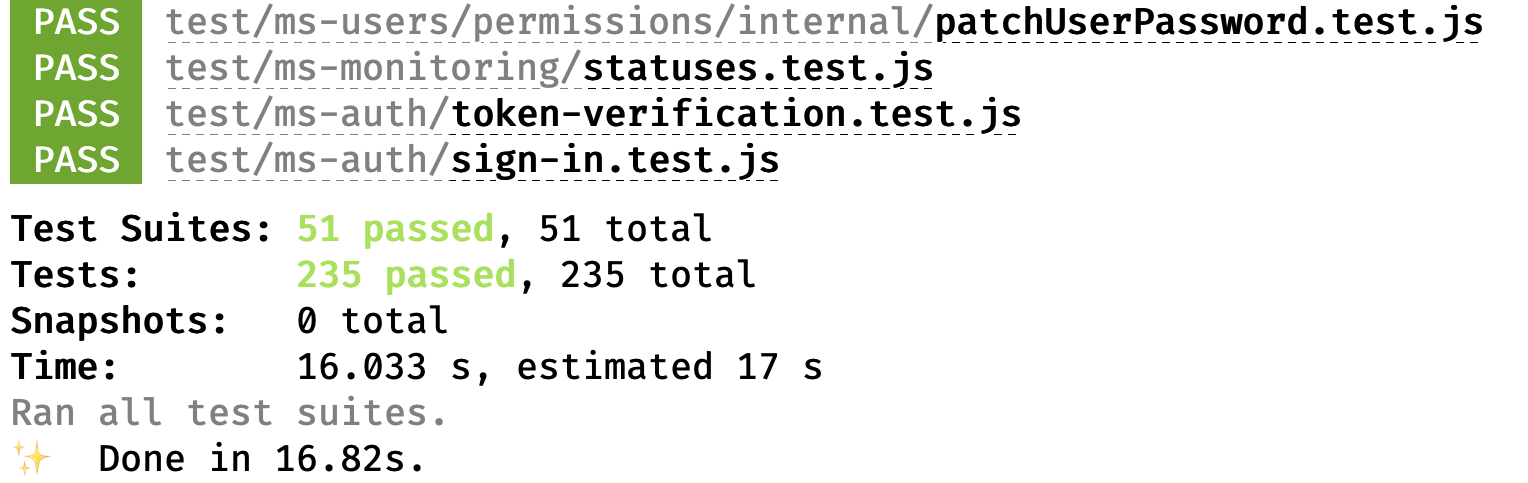 PASS test/ms-users/permissions/internal/patchUserPassword.test.js
PASS test/ms-monitoring/statuses.test.js
PASS test/ms-auth/token-verification.test.js
PASS test/ms-auth/sign-in.test.js
Test Suites: 51 passed, 51 total
Tests: 235 passed, 235 total
Snapshots: 0 total
Time: 16.033 s, estimated 17 s
Ran all test suites.
✨ Done in 16.82s.